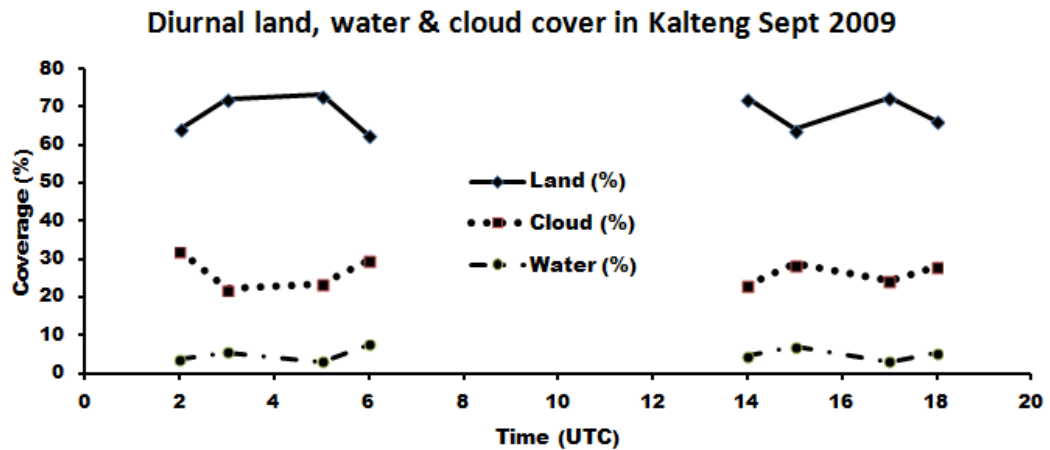 Diurnal land, water & cloud cover in Kalteng Sept 2009
80
70
60
50
40
30
20
10
0
Coverage (%)
Land (%)
Cloud (%)
Water (%)
0 2 4 6 8 10 12 14 16 18 20
Time (UTC)